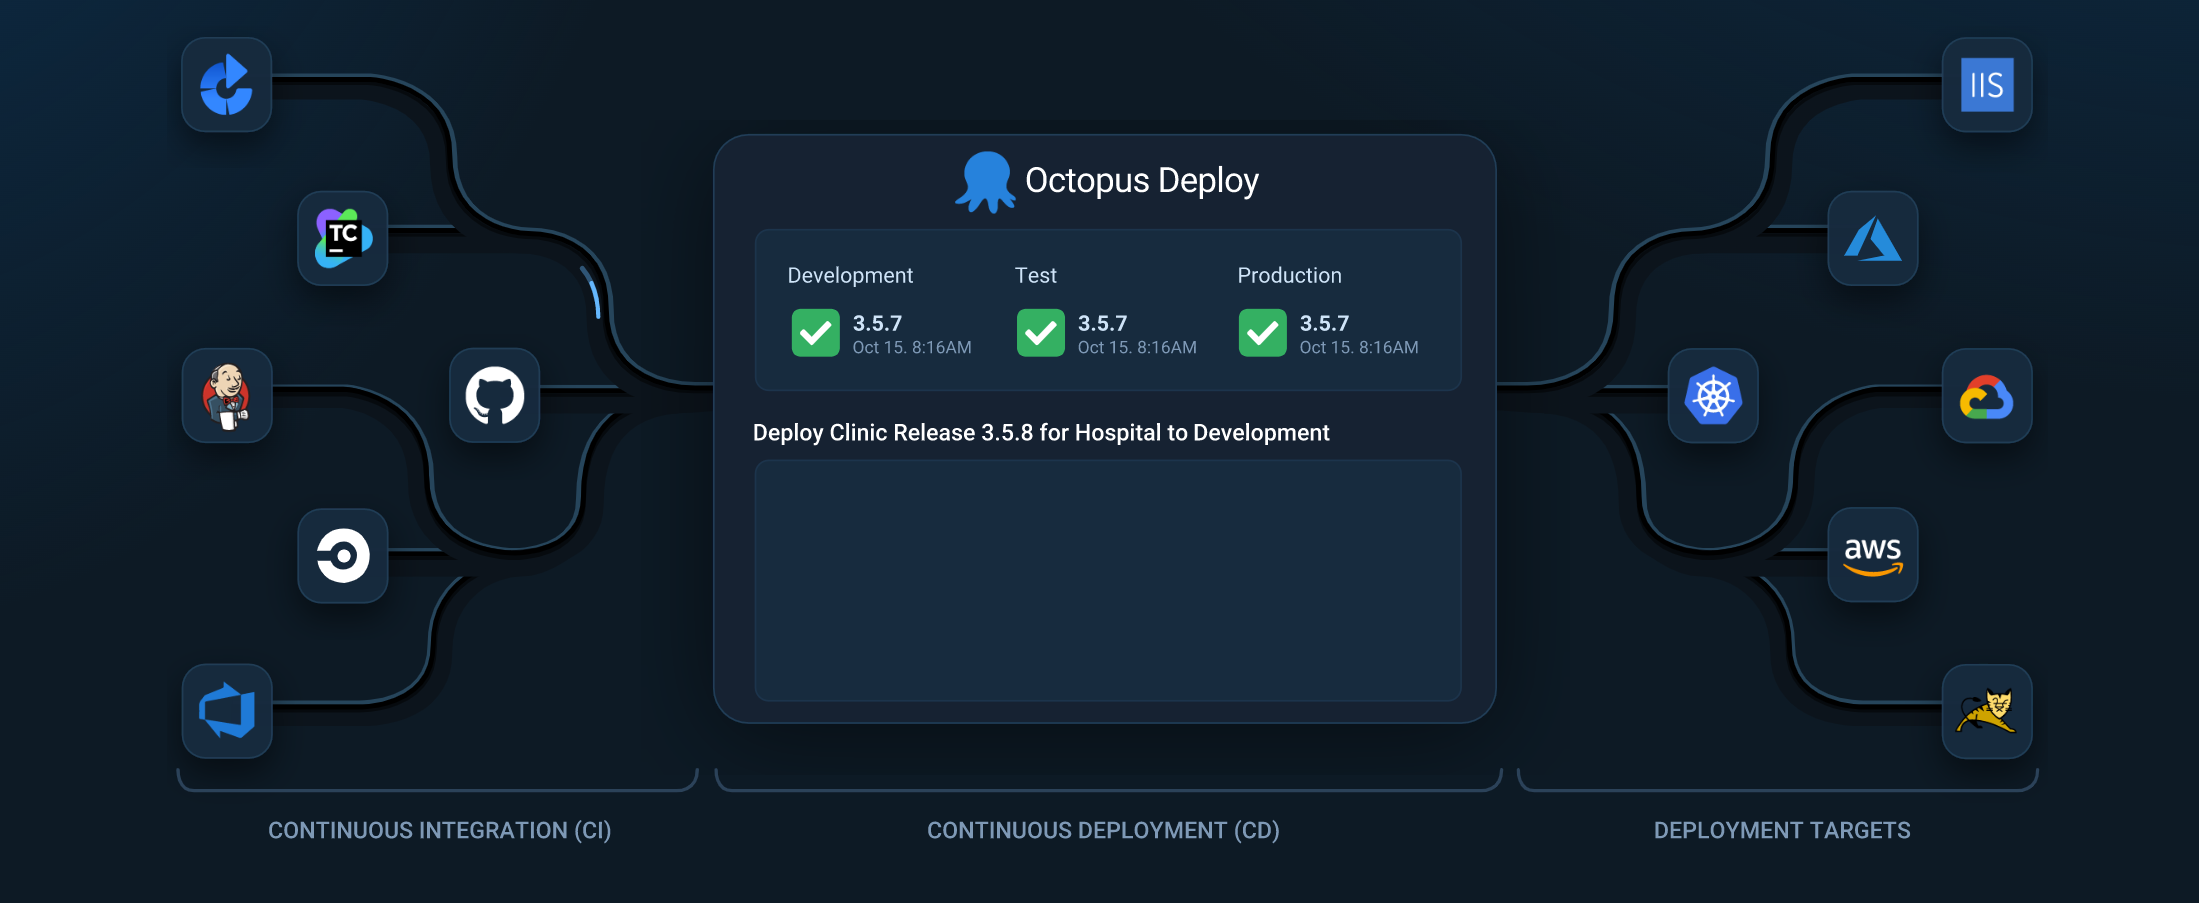 IIS
Octopus Deploy
TC
Development
Test
Production
3.5.7
Oct 15. 8:16AM
3.5.7
Oct 15. 8:16AM
3.5.7
Oct 15. 8:16AM
Deploy Clinic Release 3.5.8 for Hospital to Development
aws
CONTINUOUS INTEGRATION (CI)
CONTINUOUS DEPLOYMENT (CD)
DEPLOYMENT TARGETS